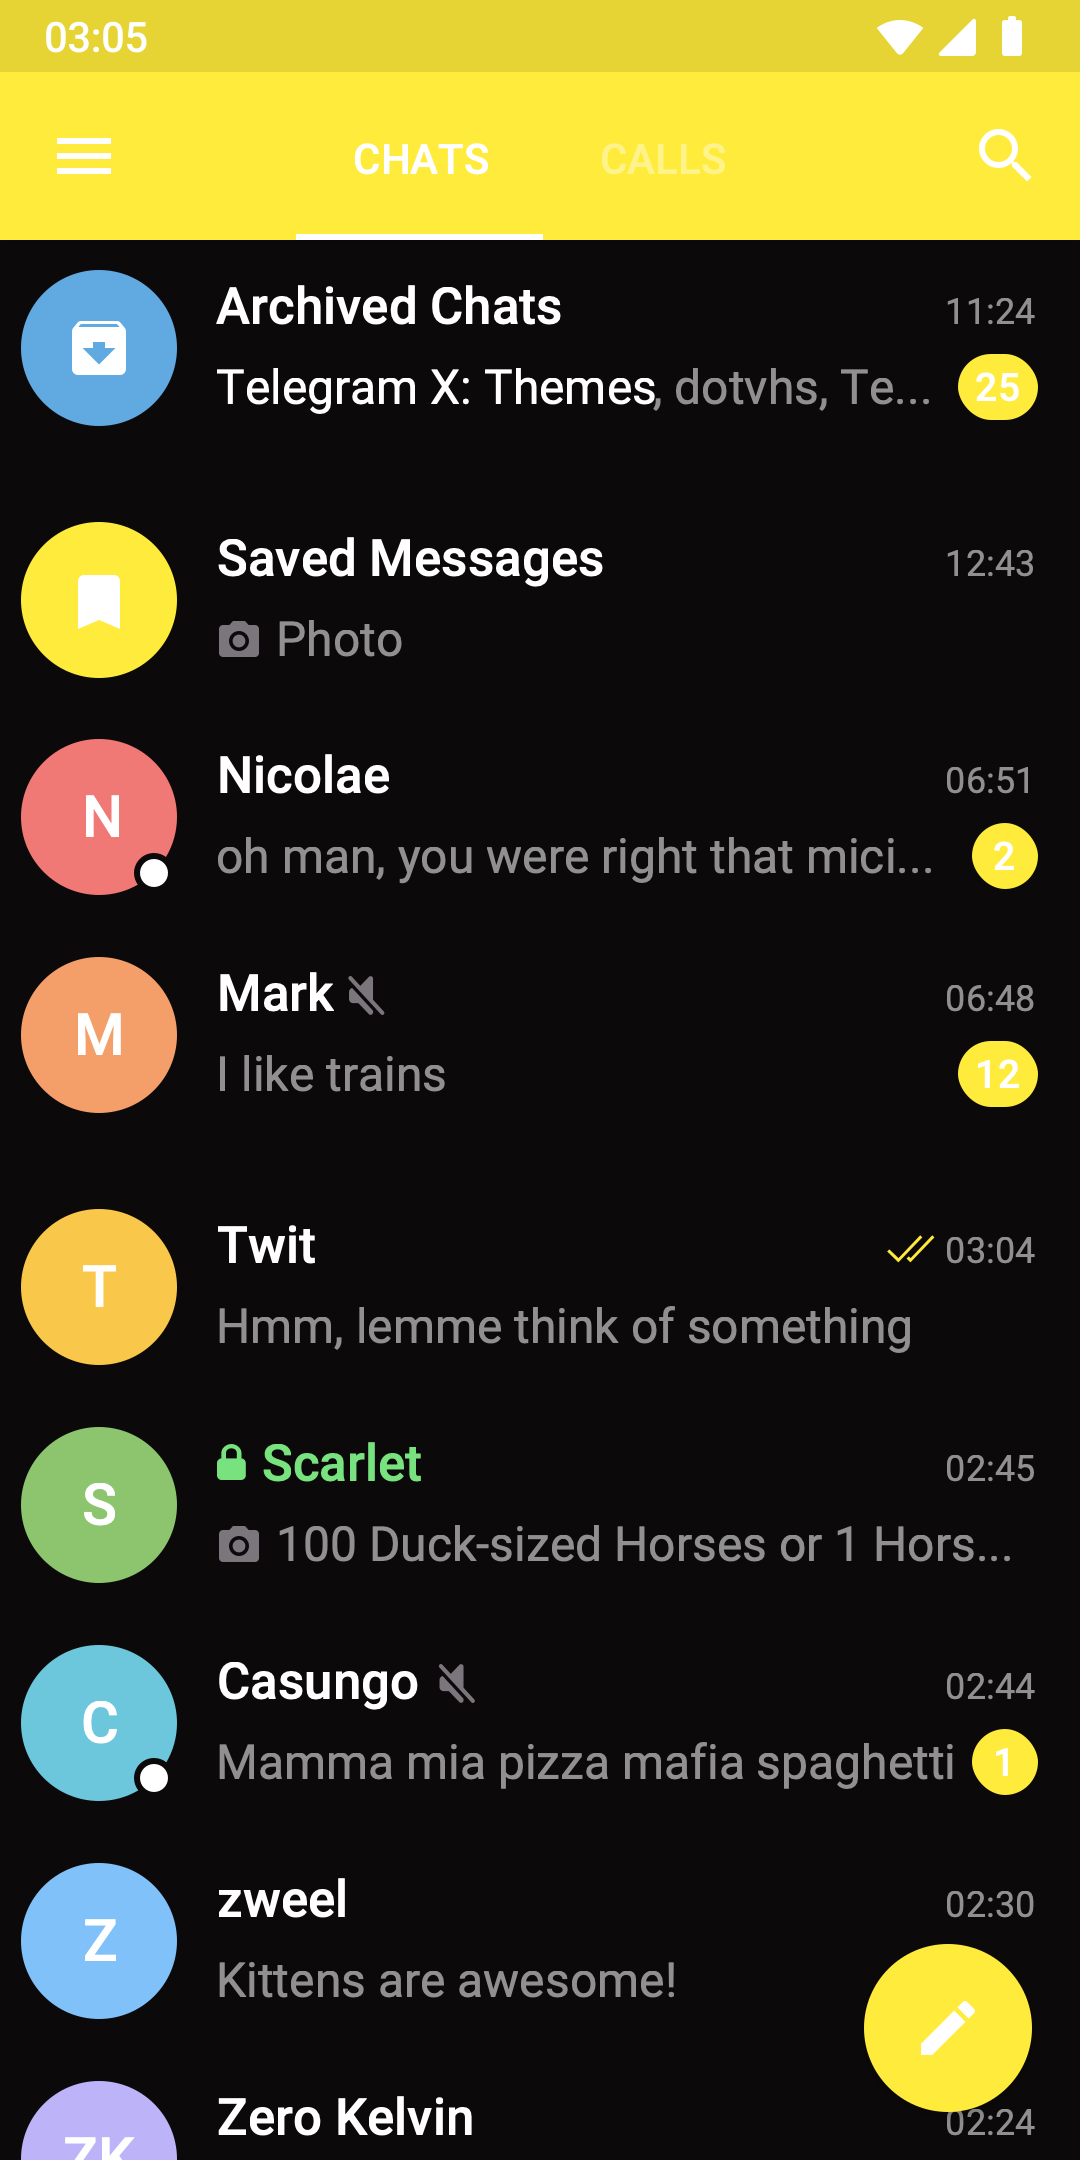 03:05
CHATS CALLS
Archived Chats 11:24
Telegram X: Themes, dotvhs, Te... 25
Saved Messages 12:43
Photo
N Nicolae 06:51
oh man, you were right that mici... 2
M Mark 06:48
I like trains 12
T Twit 03:04
Hmm, lemme think of something
S Scarlet 02:45
100 Duck-sized Horses or 1 Hors...
C Casungo 02:44
Mamma mia pizza mafia spaghetti 1
Z zweel 02:30
Kittens are awesome!
ZK Zero Kelvin 02:24